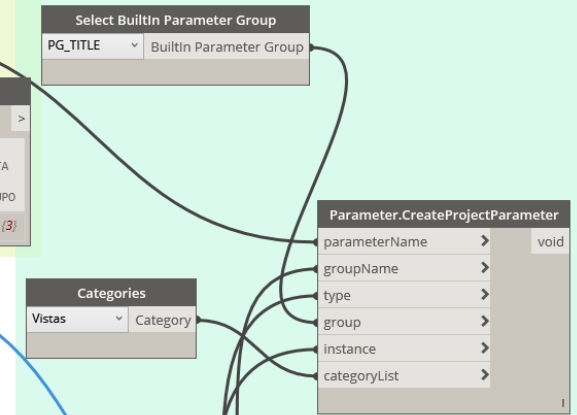 Select BuiltIn Parameter Group
PG_TITLE
BuiltIn Parameter Group
>
TA
UPO
{3}
Parameter.CreateProjectParameter
parameterName > void
groupName >
type >
group >
instance >
categoryList >
l
Categories
Vistas
Category